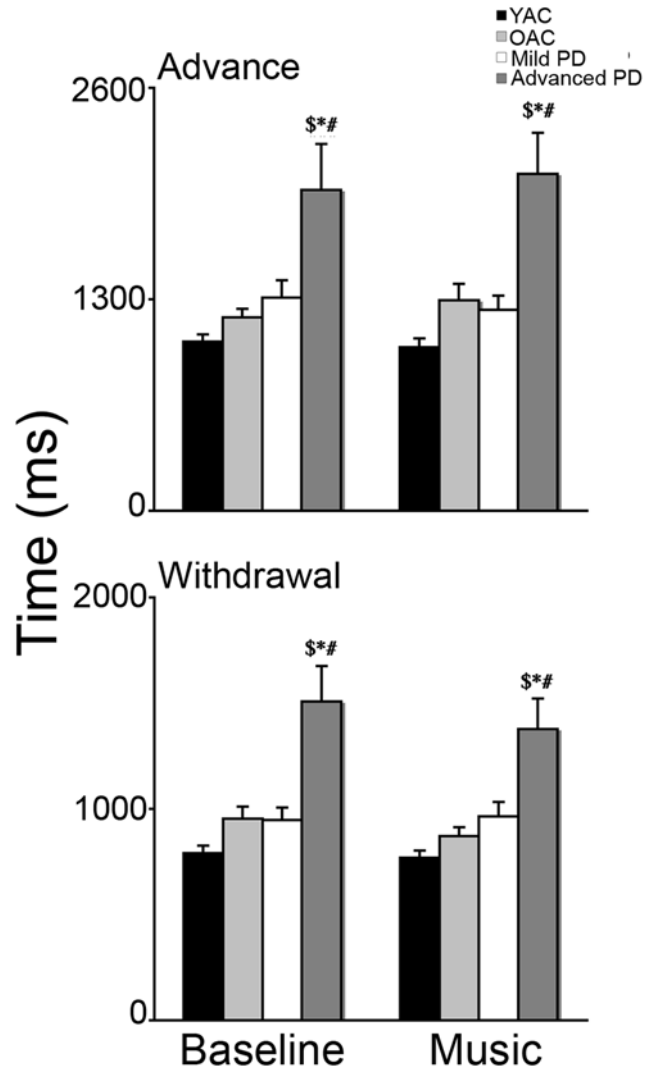 YAC
OAC
Mild PD
Advanced PD
Advance
2600
$*#
$*#
1300
0
Time (ms)
Withdrawal
2000
$*#
$*#
1000
0
Baseline Music